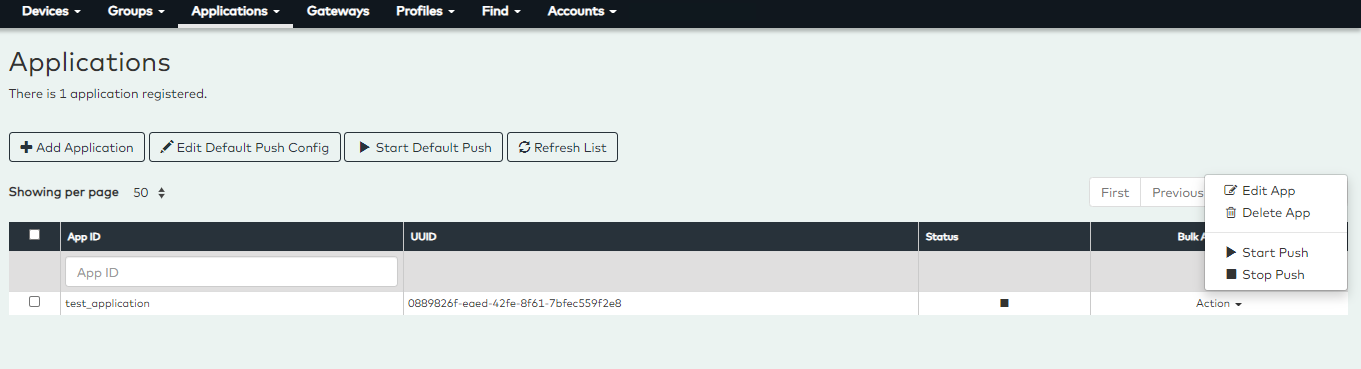 Devices Groups Applications Gateways Profiles Find Accounts
Applications
There is 1 application registered.
Add Application Edit Default Push Config Start Default Push Refresh List
Showing per page 50 First Previous
Edit App
Delete App
Start Push
Stop Push
App ID UUID Status Bulk
App ID
test_application 0889826f-eaed-42fe-8f61-7bfec559f2e8 Action